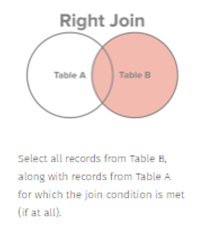 Right Join
Table A
Table B
Select all records from Table B,
along with records from Table A
for which the join condition is met
(if at all).